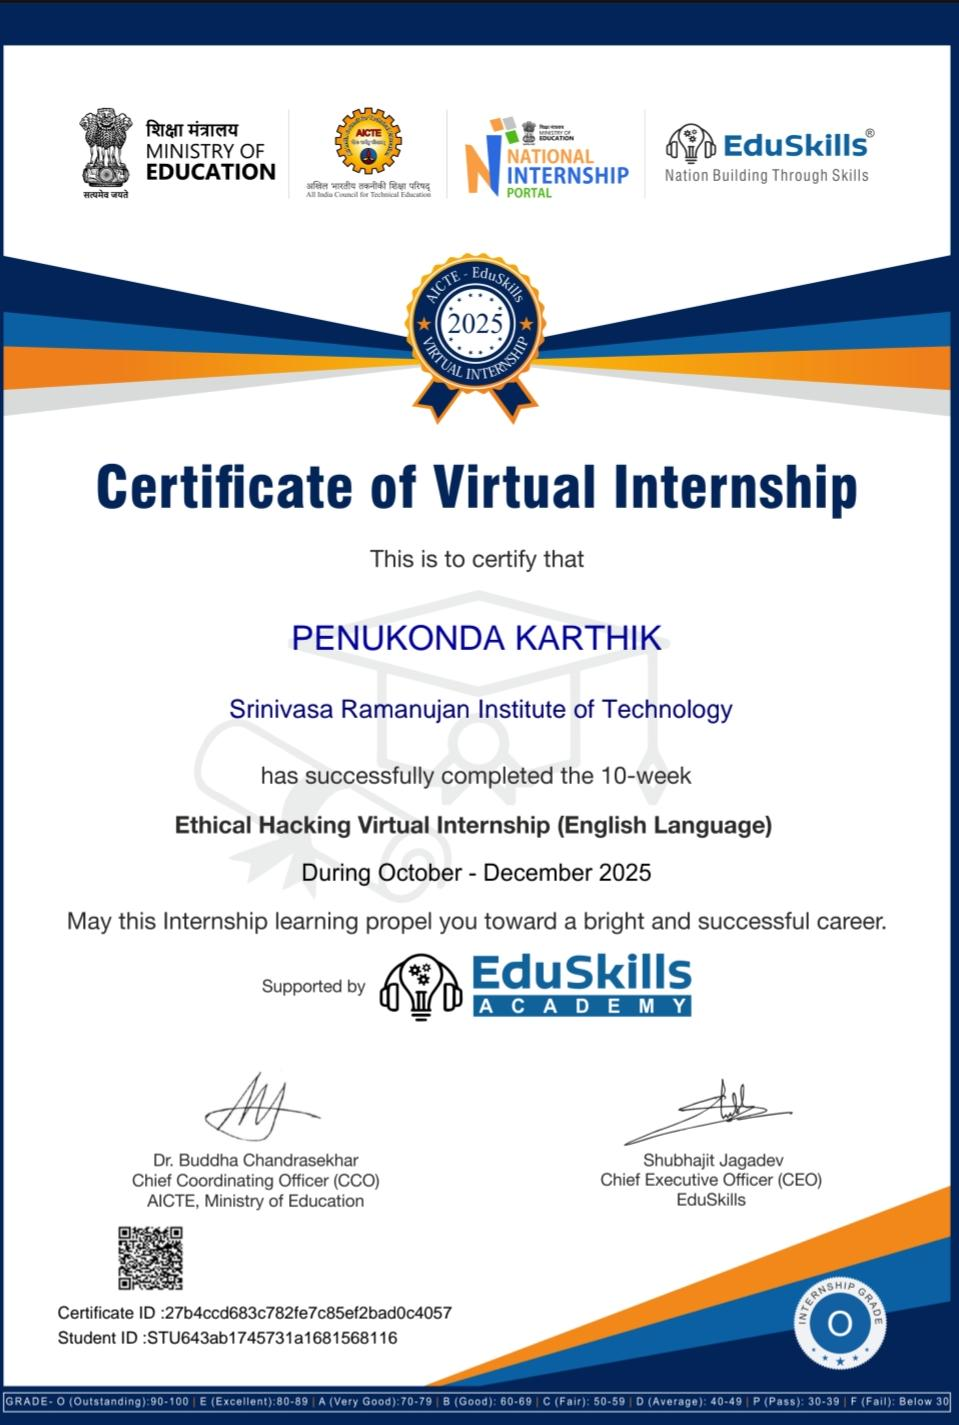 शिक्षा मंत्रालय
MINISTRY OF
EDUCATION
सत्यमेव जयते
AICTE
अखिल भारतीय तकनीकी शिक्षा परिषद्
All India Council for Technical Education
शिक्षा मंत्रालय
MINISTRY OF
EDUCATION
NATIONAL
INTERNSHIP
PORTAL
EduSkills®
Nation Building Through Skills
AICTE - EduSkills
2025
VIRTUAL INTERNSHIP
Certificate of Virtual Internship
This is to certify that
PENUKONDA KARTHIK
Srinivasa Ramanujan Institute of Technology
has successfully completed the 10-week
Ethical Hacking Virtual Internship (English Language)
During October - December 2025
May this Internship learning propel you toward a bright and successful career.
Supported by
EduSkills
ACADEMY
Dr. Buddha Chandrasekhar
Chief Coordinating Officer (CCO)
AICTE, Ministry of Education
Shubhajit Jagadev
Chief Executive Officer (CEO)
EduSkills
Certificate ID :27b4ccd683c782fe7c85ef2bad0c4057
Student ID :STU643ab1745731a1681568116
INTERNSHIP GRADE
O
GRADE- O (Outstanding):90-100 | E (Excellent):80-89 | A (Very Good):70-79 | B (Good): 60-69 | C (Fair): 50-59 | D (Average): 40-49 | P (Pass): 30-39 | F (Fail): Below 30